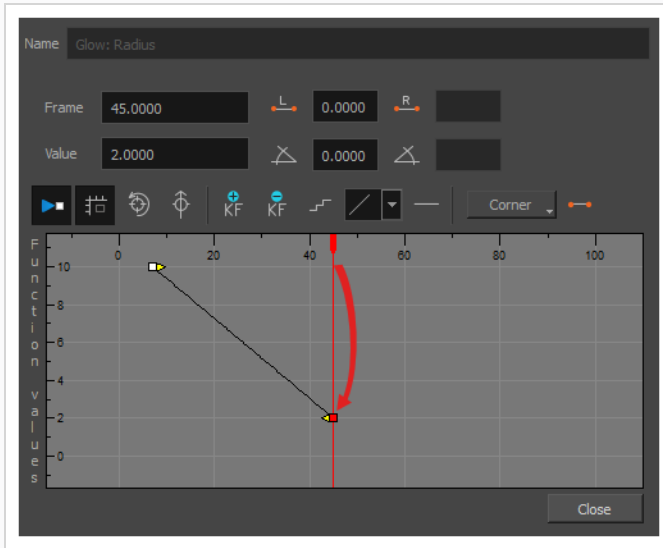 Name Glow: Radius
Frame 45.0000 L 0.0000 R
Value 2.0000 0.0000
KF KF Corner
Function values
0 20 40 60 80 100
10
8
6
4
2
0
Close